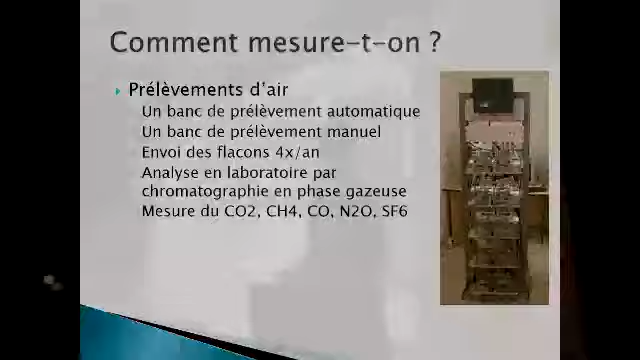 Comment mesure-t-on ?
Prélèvements d'air
Un banc de prélèvement automatique
Un banc de prélèvement manuel
Envoi des flacons 4x/an
Analyse en laboratoire par
chromatographie en phase gazeuse
Mesure du CO2, CH4, CO, N2O, SF6